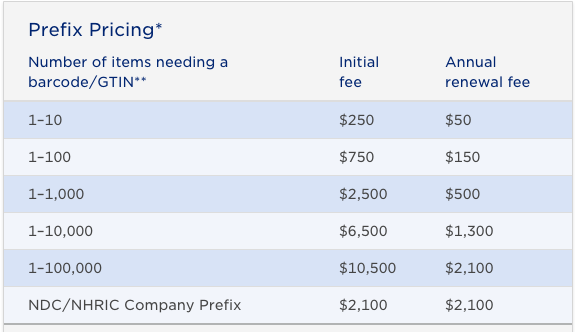 Prefix Pricing*
Number of items needing a barcode/GTIN** Initial fee Annual renewal fee
1–10 $250 $50
1–100 $750 $150
1–1,000 $2,500 $500
1–10,000 $6,500 $1,300
1–100,000 $10,500 $2,100
NDC/NHRIC Company Prefix $2,100 $2,100